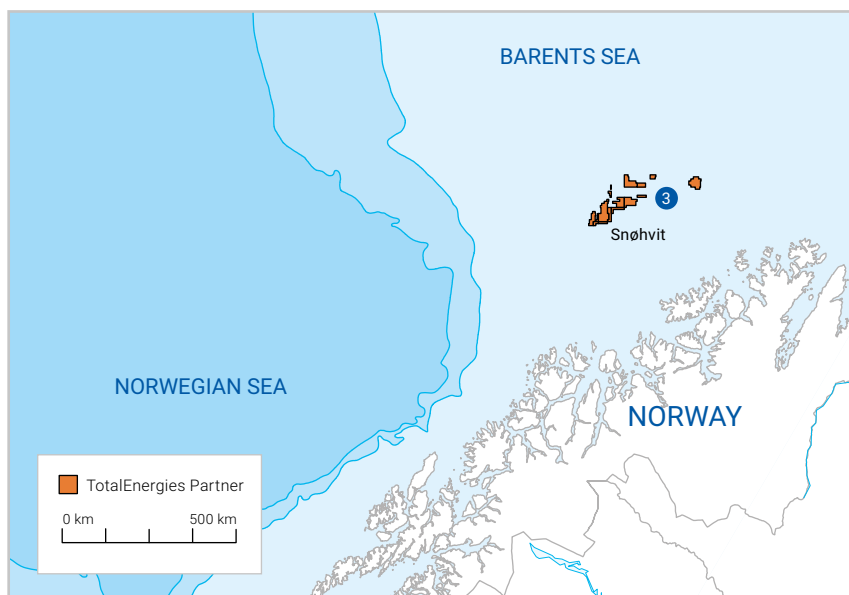 BARENTS SEA
3
Snøhvit
NORWEGIAN SEA
NORWAY
TotalEnergies Partner
0 km 500 km